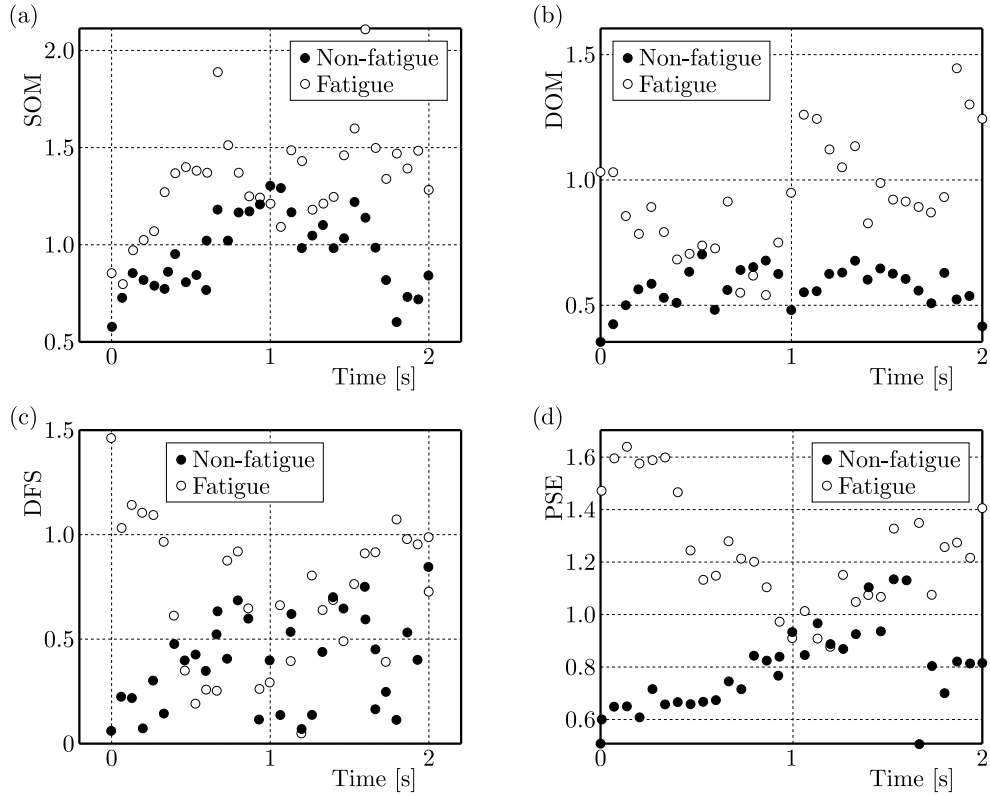 (a)
SOM
2.0
1.5
1.0
0.5
Non-fatigue
Fatigue
0 1 2
Time [s]
(b)
DOM
1.5
1.0
0.5
Non-fatigue
Fatigue
0 1 2
Time [s]
(c)
DFS
1.5
1.0
0.5
0
Non-fatigue
Fatigue
0 1 2
Time [s]
(d)
PSE
1.6
1.4
1.2
1.0
0.8
0.6
Non-fatigue
Fatigue
0 1 2
Time [s]